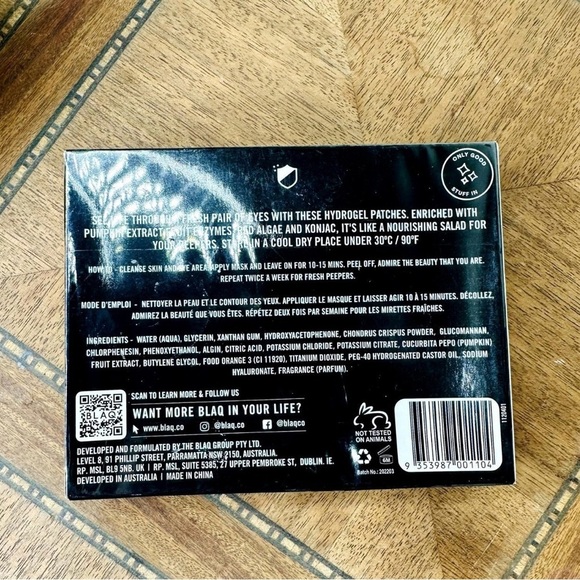 ONLY GOOD
STUFF IN
THROUGH A FRESH PAIR OF EYES WITH THESE HYDROGEL PATCHES. ENRICHED WITH
PUMPKIN EXTRACT, FRUIT ENZYMES, RED ALGAE AND KONJAC, IT'S LIKE A NOURISHING SALAD FOR
YOUR PEEPERS. STORE IN A COOL DRY PLACE UNDER 30°C / 90°F
HOW TO - CLEANSE SKIN AND EYE AREA. APPLY MASK AND LEAVE ON FOR 10-15 MINS. PEEL OFF, ADMIRE THE BEAUTY THAT YOU ARE.
REPEAT TWICE A WEEK FOR FRESH PEEPERS.
MODE D'EMPLOI - NETTOYER LA PEAU ET LE CONTOUR DES YEUX. APPLIQUER LE MASQUE ET LAISSER AGIR 10 À 15 MINUTES. DÉCOLLEZ,
ADMIREZ LA BEAUTÉ QUE VOUS ÊTES. RÉPÉTEZ DEUX FOIS PAR SEMAINE POUR LES MIRETTES FRAÎCHES.
INGREDIENTS - WATER (AQUA), GLYCERIN, XANTHAN GUM, HYDROXYACETOPHENONE, CHONDRUS CRISPUS POWDER, GLUCOMANNAN,
CHLORPHENESIN, PHENOXYETHANOL, ALGIN, CITRIC ACID, POTASSIUM CHLORIDE, POTASSIUM CITRATE, CUCURBITA PEPO (PUMPKIN)
FRUIT EXTRACT, BUTYLENE GLYCOL, FOOD ORANGE 3 (CI 11920), TITANIUM DIOXIDE, PEG-40 HYDROGENATED CASTOR OIL, SODIUM
HYALURONATE, FRAGRANCE (PARFUM).
BLAQ
SCAN TO LEARN MORE & FOLLOW US
WANT MORE BLAQ IN YOUR LIFE?
www.blaq.co @blaq.co @blaqco
DEVELOPED AND FORMULATED BY THE BLAQ GROUP PTY LTD.
LEVEL 8, 91 PHILLIP STREET, PARRAMATTA NSW 2150, AUSTRALIA.
RP. MSL, BL9 5NB. UK | RP. MSL, SUITE 5385, 27 UPPER PEMBROKE ST, DUBLIN. IE.
DEVELOPED IN AUSTRALIA | MADE IN CHINA
NOT TESTED
ON ANIMALS
6M
Batch No.: 202203
1128401
9 353987 001104